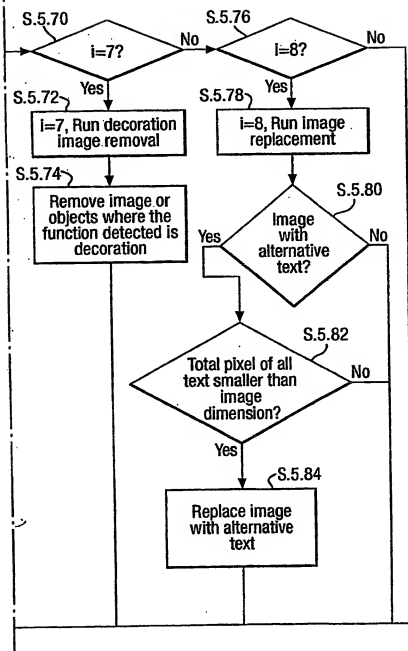 S.5.70
i=7?
No
Yes
S.5.72
i=7, Run decoration
image removal
S.5.74
Remove image or
objects where the
function detected is
decoration
S.5.76
i=8?
No
Yes
S.5.78
i=8, Run image
replacement
S.5.80
Image
with
alternative
text?
Yes
No
S.5.82
Total pixel of all
text smaller than
image
dimension?
No
Yes
S.5.84
Replace image
with alternative
text